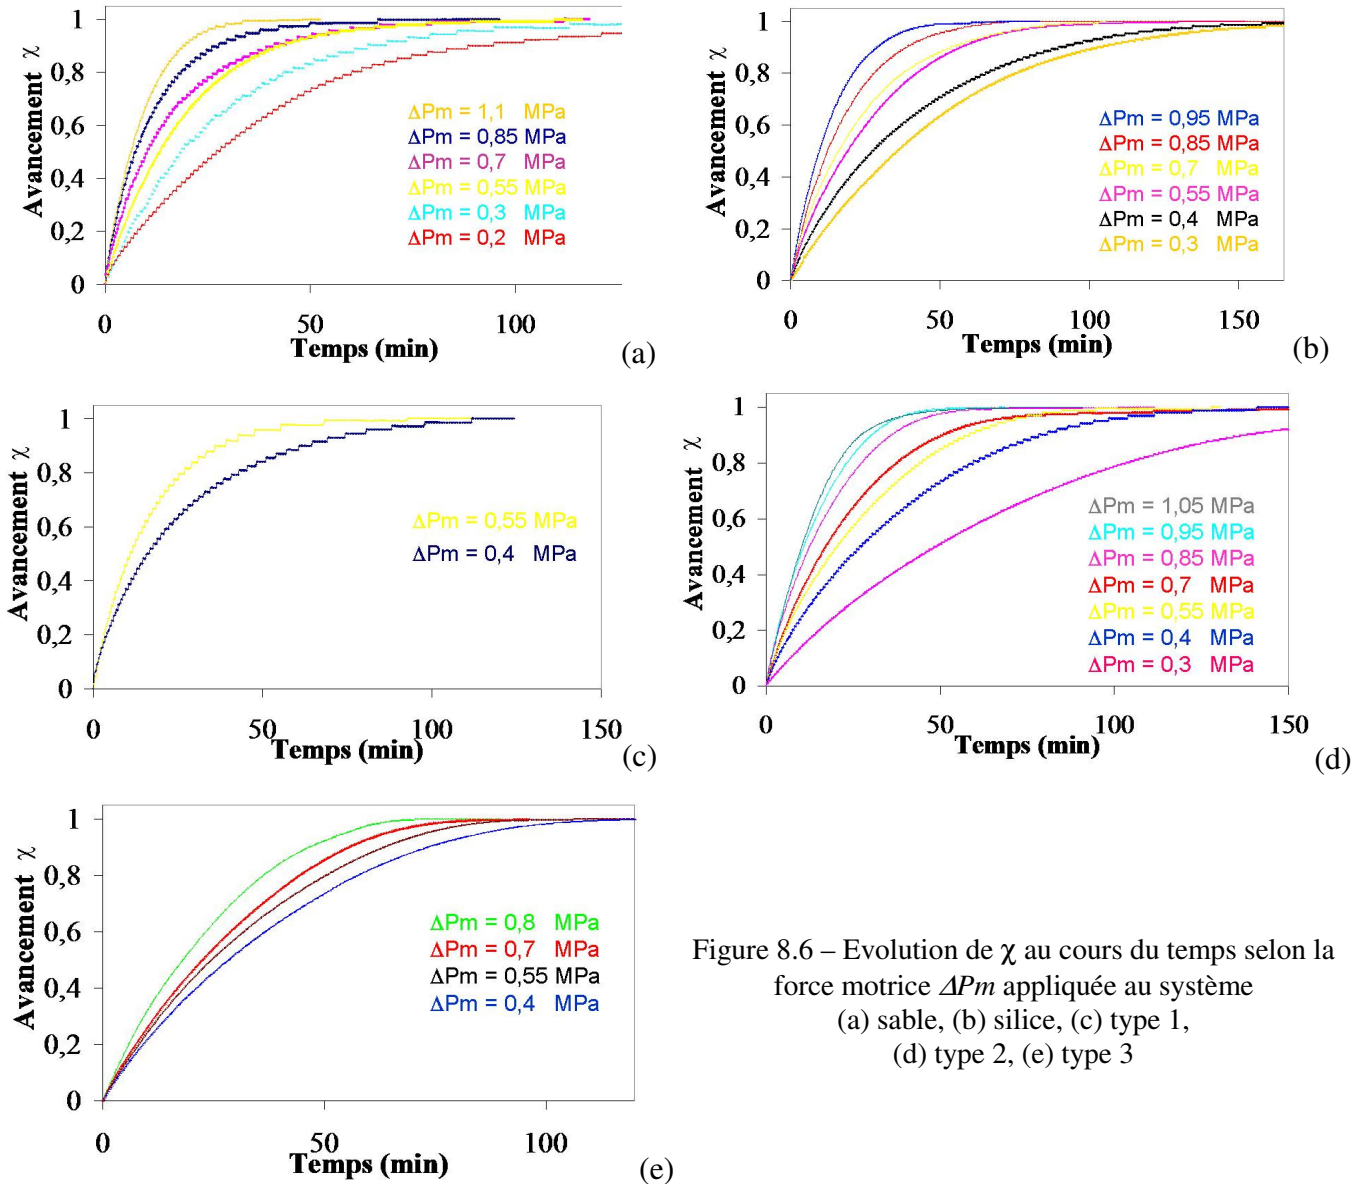 Avancement χ
1
0,8
0,6
0,4
0,2
0
0 50 100
Temps (min)
ΔPm = 1,1 MPa
ΔPm = 0,85 MPa
ΔPm = 0,7 MPa
ΔPm = 0,55 MPa
ΔPm = 0,3 MPa
ΔPm = 0,2 MPa
(a)
Avancement χ
1
0,8
0,6
0,4
0,2
0
0 50 100 150
Temps (min)
ΔPm = 0,95 MPa
ΔPm = 0,85 MPa
ΔPm = 0,7 MPa
ΔPm = 0,55 MPa
ΔPm = 0,4 MPa
ΔPm = 0,3 MPa
(b)
Avancement χ
1
0,8
0,6
0,4
0,2
0
0 50 100 150
Temps (min)
ΔPm = 0,55 MPa
ΔPm = 0,4 MPa
(c)
Avancement χ
1
0,8
0,6
0,4
0,2
0
0 50 100 150
Temps (min)
ΔPm = 1,05 MPa
ΔPm = 0,95 MPa
ΔPm = 0,85 MPa
ΔPm = 0,7 MPa
ΔPm = 0,55 MPa
ΔPm = 0,4 MPa
ΔPm = 0,3 MPa
(d)
Avancement χ
1
0,8
0,6
0,4
0,2
0
0 50 100
Temps (min)
ΔPm = 0,8 MPa
ΔPm = 0,7 MPa
ΔPm = 0,55 MPa
ΔPm = 0,4 MPa
(e)
Figure 8.6 – Evolution de χ au cours du temps selon la
force motrice ΔPm appliquée au système
(a) sable, (b) silice, (c) type 1,
(d) type 2, (e) type 3